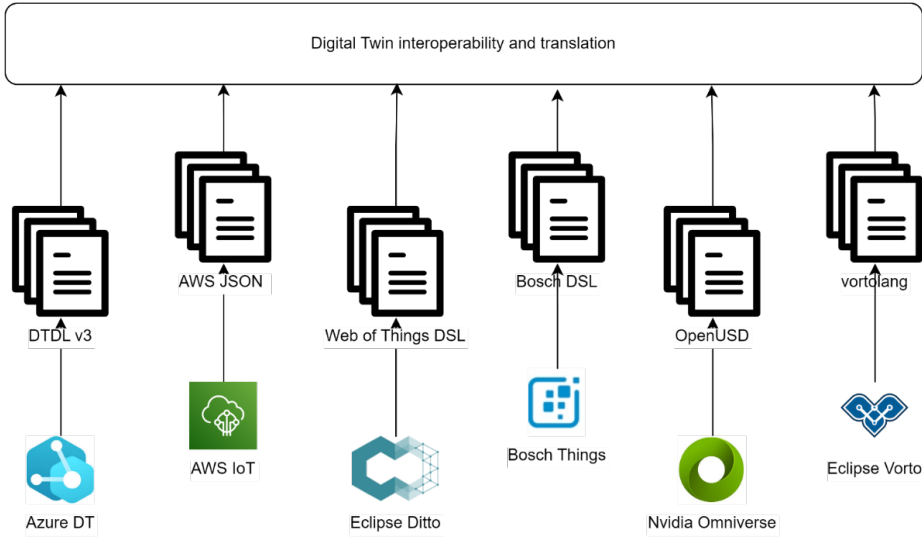 Digital Twin interoperability and translation
AWS JSON
Bosch DSL
vortolang
DTDL v3
Web of Things DSL
OpenUSD
AWS IoT
Bosch Things
Eclipse Vorto
Azure DT
Eclipse Ditto
Nvidia Omniverse